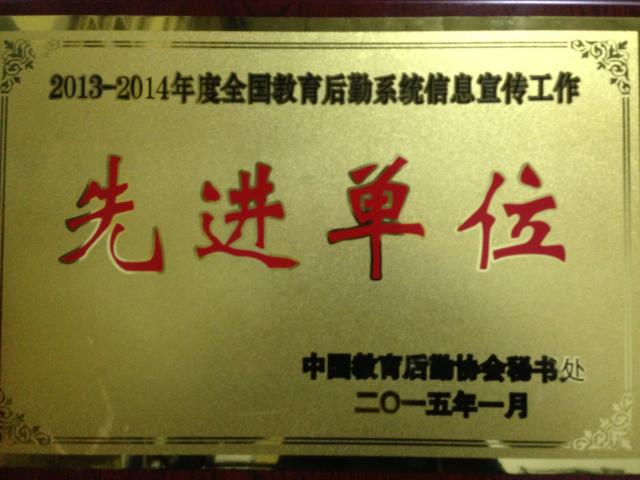 2013-2014年度全国教育后勤系统信息宣传工作
先进单位
中国教育后勤协会秘书处
二〇一五年一月